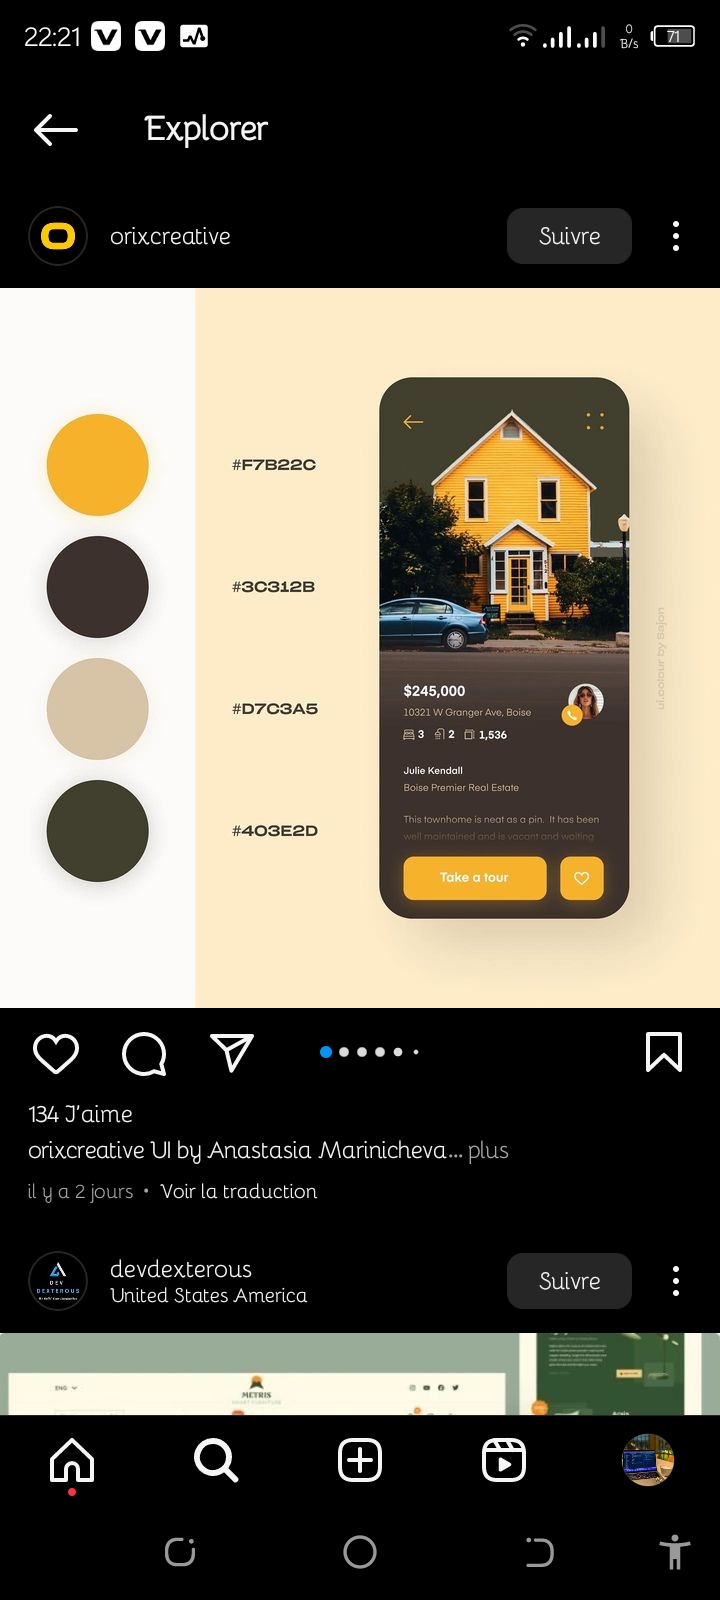 22:21
0
B/s
71
Explorer
orixcreative
Suivre
#F7B22C
#3C312B
#D7C3A5
#403E2D
$245,000
10321 W Granger Ave, Boise
3 2 1,536
Julie Kendall
Boise Premier Real Estate
This townhome is neat as a pin. It has been
well maintained and is vacant and waiting
Take a tour
ui.colour by Sajon
134 J'aime
orixcreative UI by Anastasia Marinicheva... plus
il y a 2 jours • Voir la traduction
DEV
DEXTEROUS
devdexterous
United States America
Suivre
ENG
METRIS